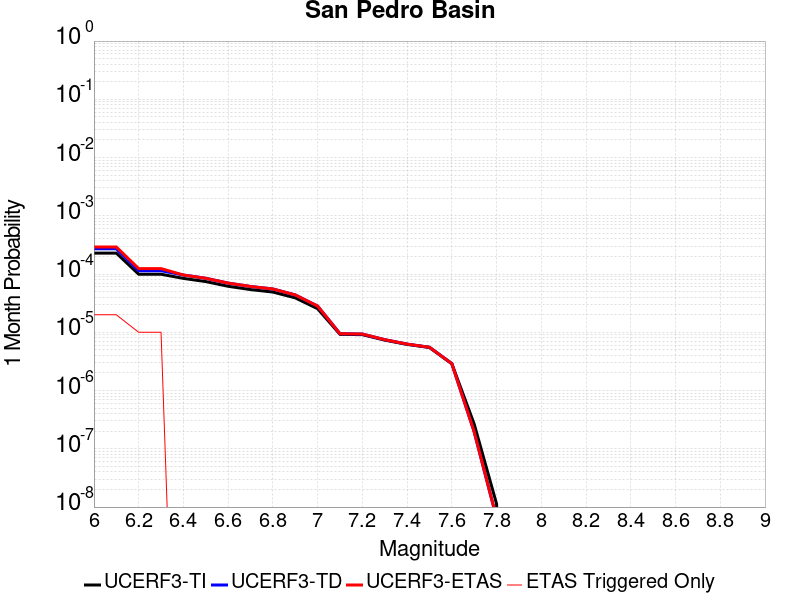 San Pedro Basin
10^0
10^-1
10^-2
10^-3
10^-4
10^-5
10^-6
10^-7
10^-8
1 Month Probability
6 6.2 6.4 6.6 6.8 7 7.2 7.4 7.6 7.8 8 8.2 8.4 8.6 8.8 9
Magnitude
UCERF3-TI UCERF3-TD UCERF3-ETAS ETAS Triggered Only